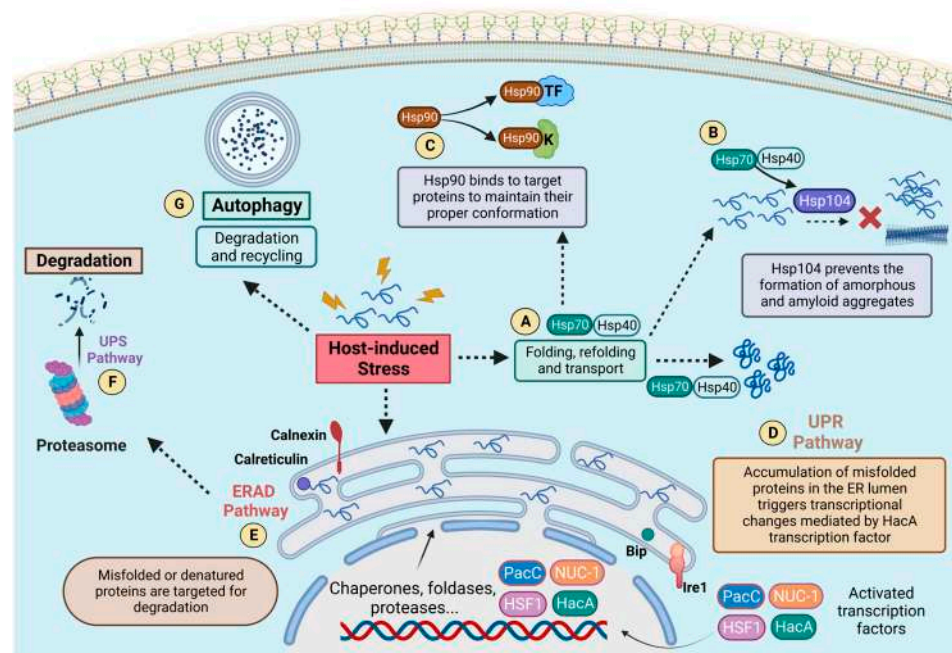 Hsp90
Hsp90 TF
Hsp90 K
C
Hsp90 binds to target
proteins to maintain their
proper conformation
B
Hsp70 Hsp40
Hsp104
Hsp104 prevents the
formation of amorphous
and amyloid aggregates
G
Autophagy
Degradation
and recycling
Degradation
UPS
Pathway
F
Proteasome
Host-induced
Stress
A
Hsp70 Hsp40
Folding, refolding
and transport
Hsp70 Hsp40
D
UPR
Pathway
Accumulation of misfolded
proteins in the ER lumen
triggers transcriptional
changes mediated by HacA
transcription factor
Calnexin
Calreticulin
ERAD
Pathway
E
Misfolded or denatured
proteins are targeted for
degradation
Bip
Ire1
Chaperones, foldases,
proteases...
PacC NUC-1
HSF1 HacA
PacC NUC-1
HSF1 HacA
Activated
transcription
factors